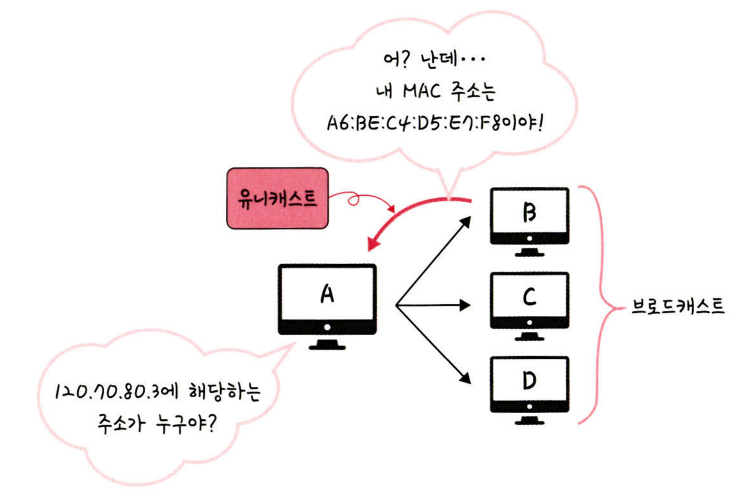 어? 난데...
내 MAC 주소는
A6:BE:C4:D5:E7:F8이야!
유니캐스트
B
A
C
브로드캐스트
D
120.70.80.3에 해당하는
주소가 누구야?